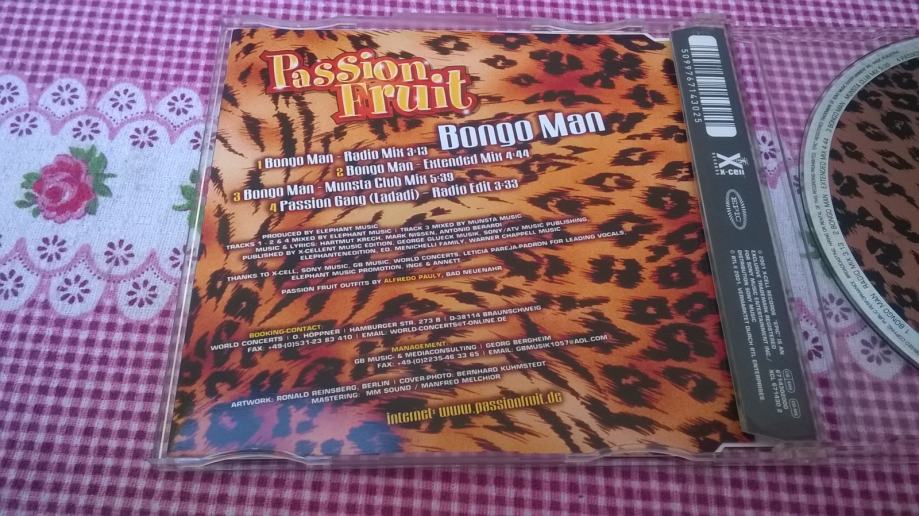 Passion
Fruit
Bongo Man
1 Bongo Man - Radio Mix 3:13
2 Bongo Man - Extended Mix 4:44
3 Bongo Man - Munsta Club Mix 5:39
4 Passion Gang (Ladadi) - Radio Edit 3:33
PRODUCED BY ELEPHANT MUSIC
TRACKS 1 - 2 & 4 MIXED BY ELEPHANT MUSIC | TRACK 3 MIXED BY MUNSTA MUSIC
MUSIC & LYRICS: HARTMUT KRECH, MARK NISSEN, ANTONIO BERARDI
PUBLISHED BY X-CELLENT MUSIC EDITION, GEORGE GLUECK MUSIK, SONY/ATV MUSIC PUBLISHING
ELEPHANTENEDITION, ED. MENICHELLI FAMILY, WARNER CHAPPELL MUSIC
THANKS TO X-CELL, SONY MUSIC, GB MUSIC, WORLD CONCERTS, LETICIA PAREJA-PADRON FOR LEADING VOCALS,
ELEPHANT MUSIC PROMOTION, INGE & ANNETT
PASSION FRUIT OUTFITS BY ALFREDO PAULY, BAD NEUENAHR
BOOKING-CONTACT:
WORLD CONCERTS | D. HÖPPNER | HAMBURGER STR. 273 B | D-38114 BRAUNSCHWEIG
FAX: +49-(0)531-23 83 410 | EMAIL: WORLD-CONCERTS@T-ONLINE.DE
MANAGEMENT:
GB MUSIC- & MEDIACONSULTING | GEORG BERGHEIM
FAX: +49-(0)2235-46 33 65 | EMAIL: GBMUSIK1057@AOL.COM
ARTWORK: RONALD REINSBERG, BERLIN | COVER-PHOTO: BERNHARD KUHMSTEDT
MASTERING: MM SOUND / MANFRED MELCHIOR
internet: www.passionfruit.de
5099767143025
X-cell
EPIC